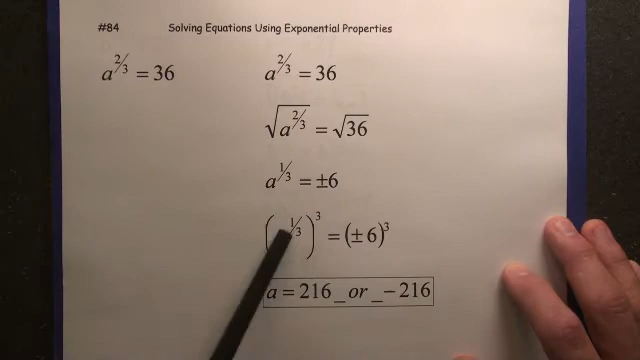 #84 Solving Equations Using Exponential Properties
a^{2/3} = 36 a^{2/3} = 36
√(a^{2/3}) = √36
a^{1/3} = ±6
( ^{1/3})^3 = (± 6)^3
a = 216 _ or _ – 216